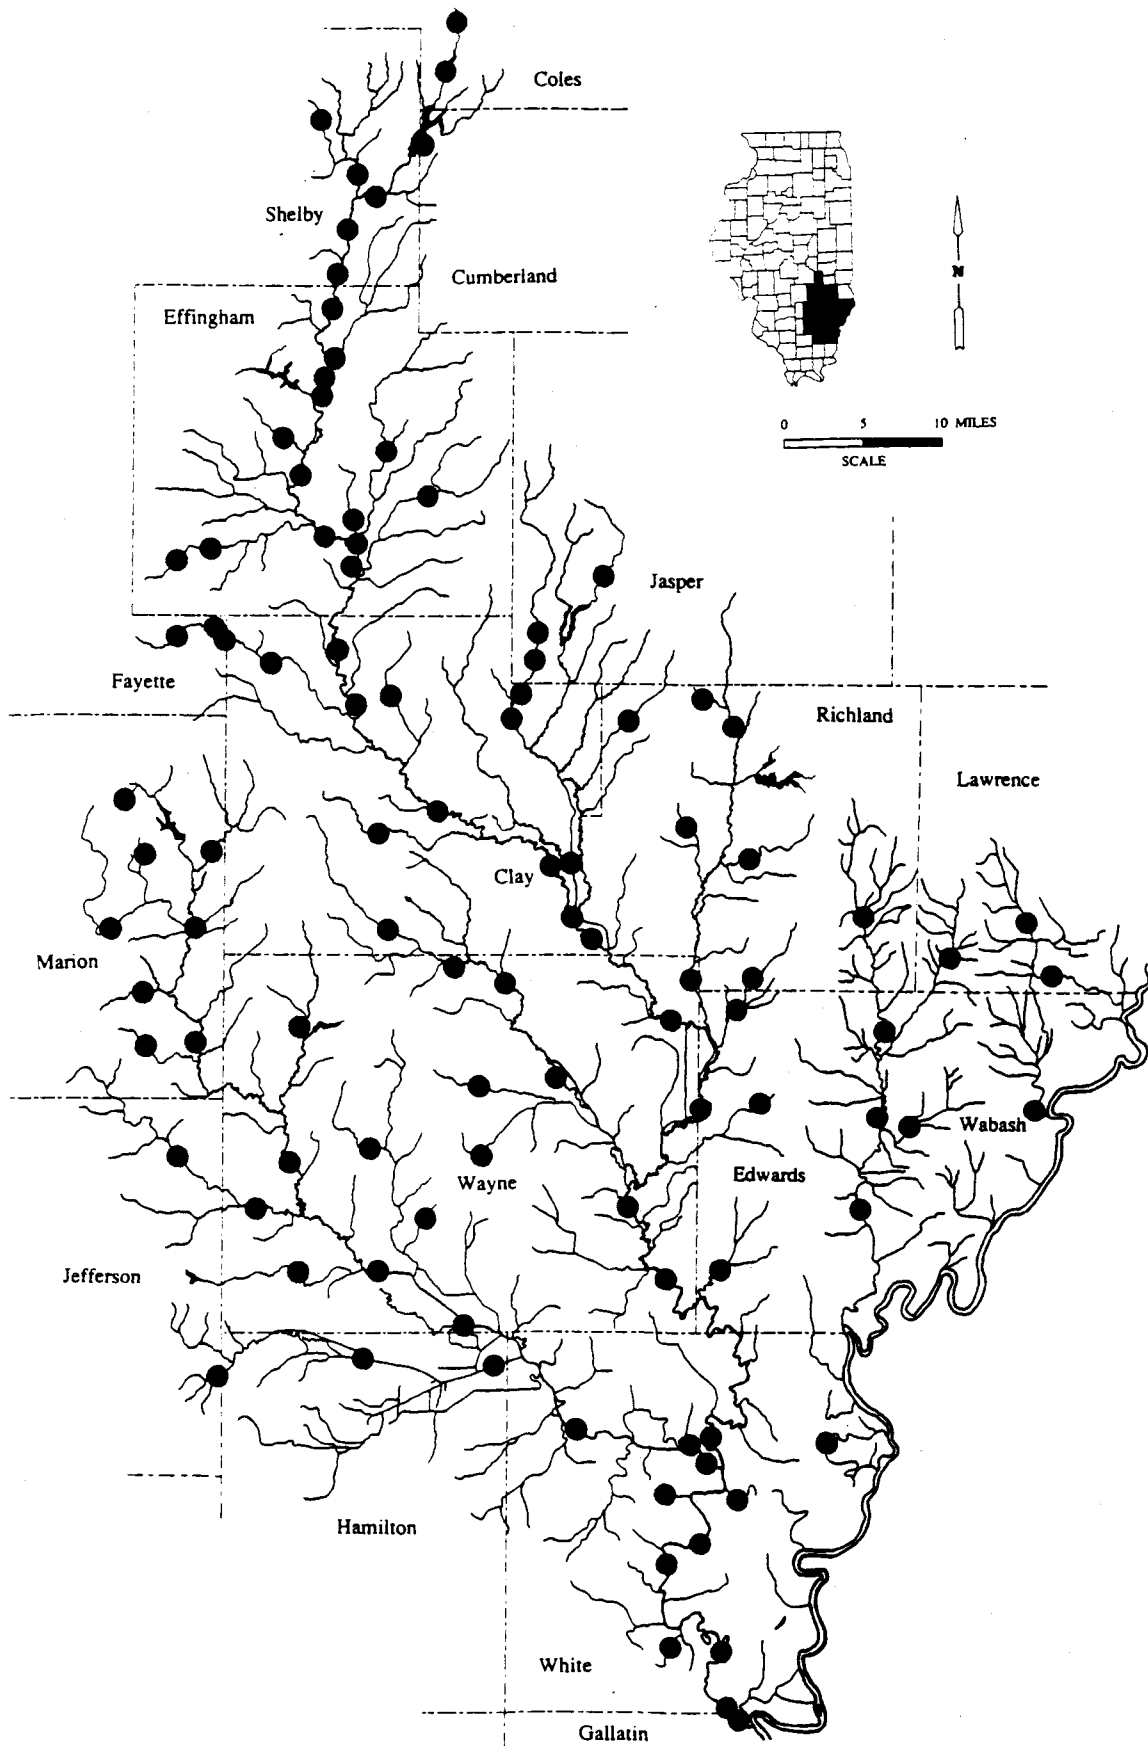 Coles
Shelby
Cumberland
Effingham
N
0 5 10 MILES
SCALE
Jasper
Fayette
Richland
Lawrence
Clay
Marion
Wabash
Wayne
Edwards
Jefferson
Hamilton
White
Gallatin